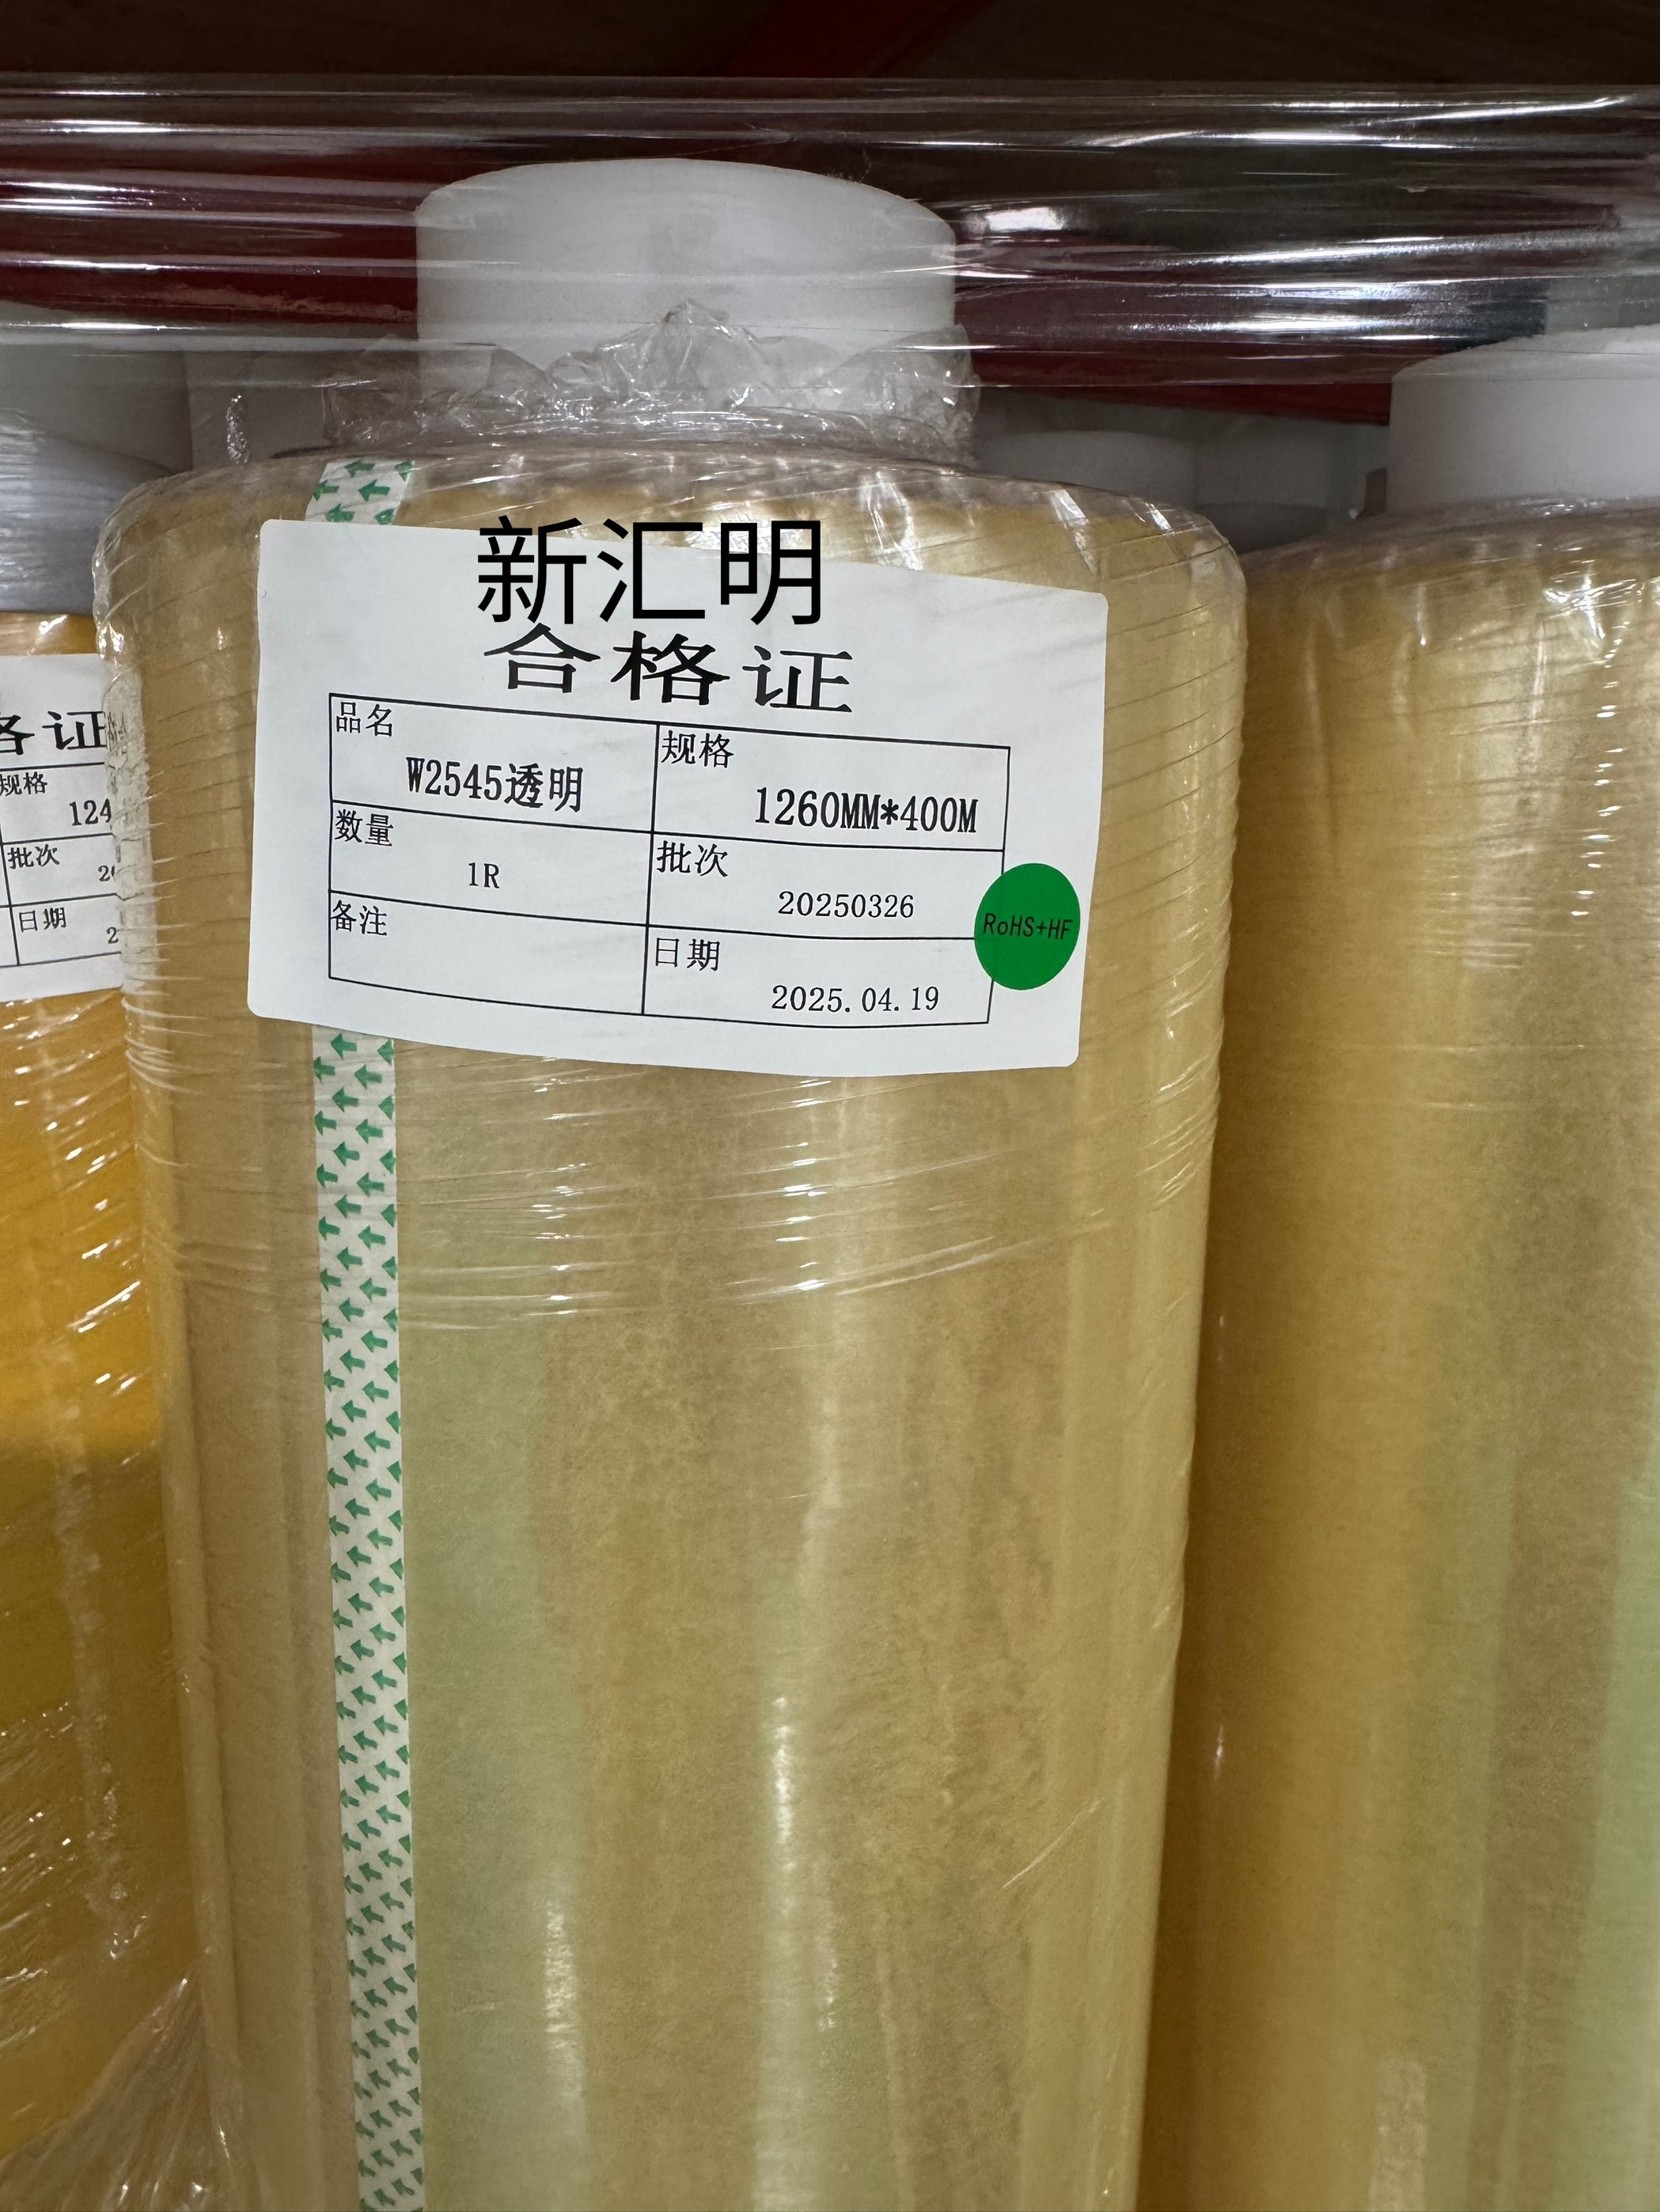 新汇明
合格证
品名 规格
W2545透明 1260MM*400M
数量 批次
1R 20250326
备注 日期
2025.04.19
RoHS+HF
格证
规格
124
批次
20
日期
2